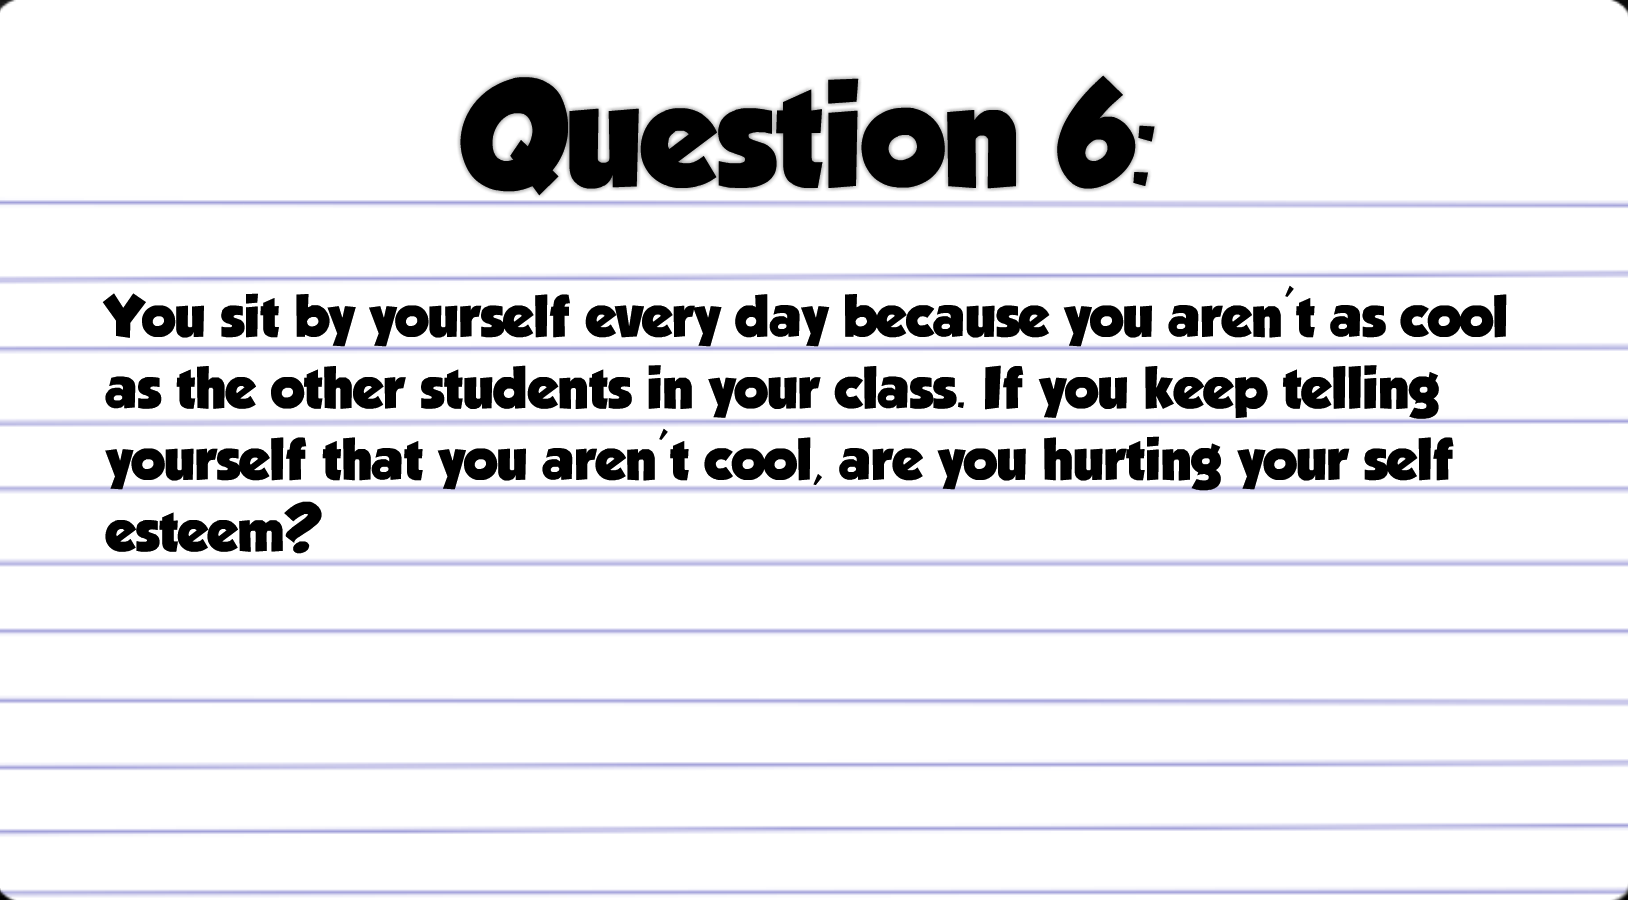 Question 6:
You sit by yourself every day because you aren't as cool
as the other students in your class. If you keep telling
yourself that you aren't cool, are you hurting your self
esteem?